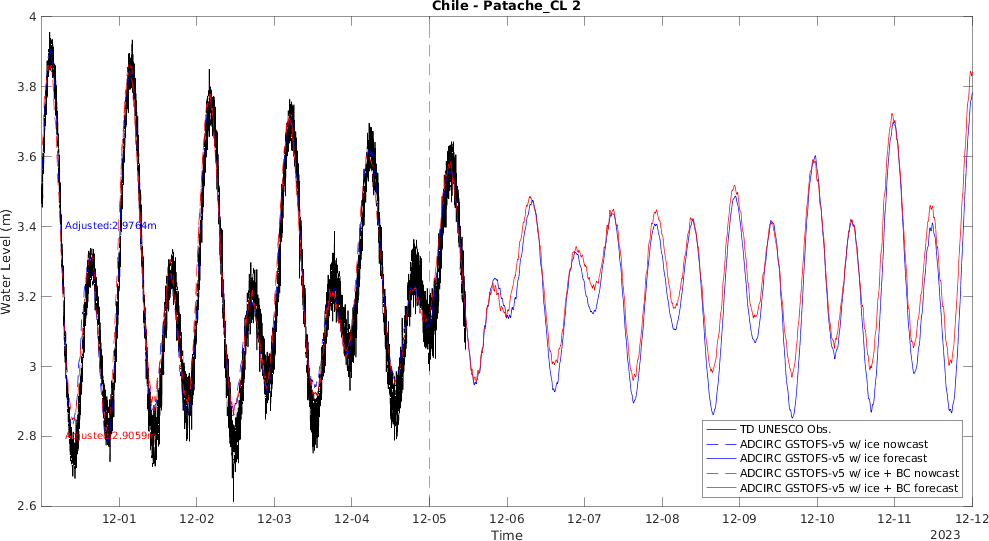 Chile - Patache_CL 2
4
3.8
3.6
3.4
3.2
3
2.8
2.6
Water Level (m)
Adjusted:2.9764m
Adjusted:2.9059m
TD UNESCO Obs.
ADCIRC GSTOFS-v5 w/ ice nowcast
ADCIRC GSTOFS-v5 w/ ice forecast
ADCIRC GSTOFS-v5 w/ ice + BC nowcast
ADCIRC GSTOFS-v5 w/ ice + BC forecast
12-01
12-02
12-03
12-04
12-05
12-06
12-07
12-08
12-09
12-10
12-11
12-12
Time
2023